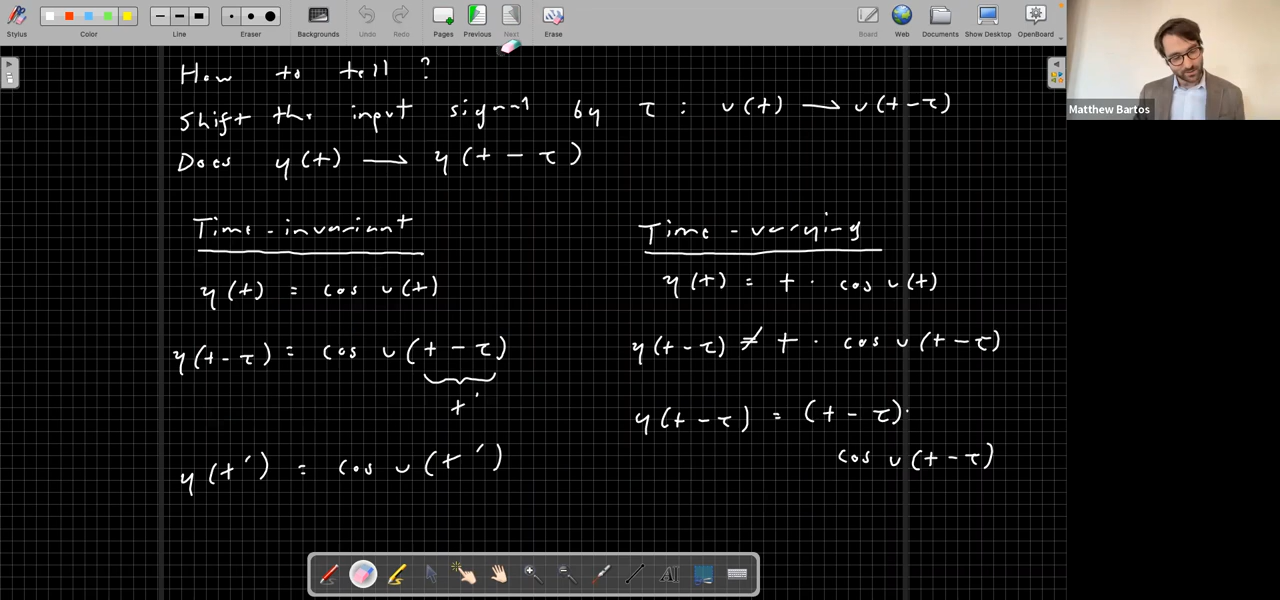 Stylus Color Line Eraser Backgrounds Undo Redo Pages Previous Next Erase Board Web Documents Show Desktop OpenBoard
Matthew Bartos
How to tell?
Shift the input signal by τ : u(t) → u(t-τ)
Does y(t) → y(t - τ)
Time-invariant
y(t) = cos u(t)
y(t-τ) = cos u(t - τ)
t'
y(t') = cos u(t')
Time-varying
y(t) = t · cos u(t)
y(t-τ) ≠ t · cos u(t-τ)
y(t-τ) = (t - τ)·
cos u(t-τ)
AI